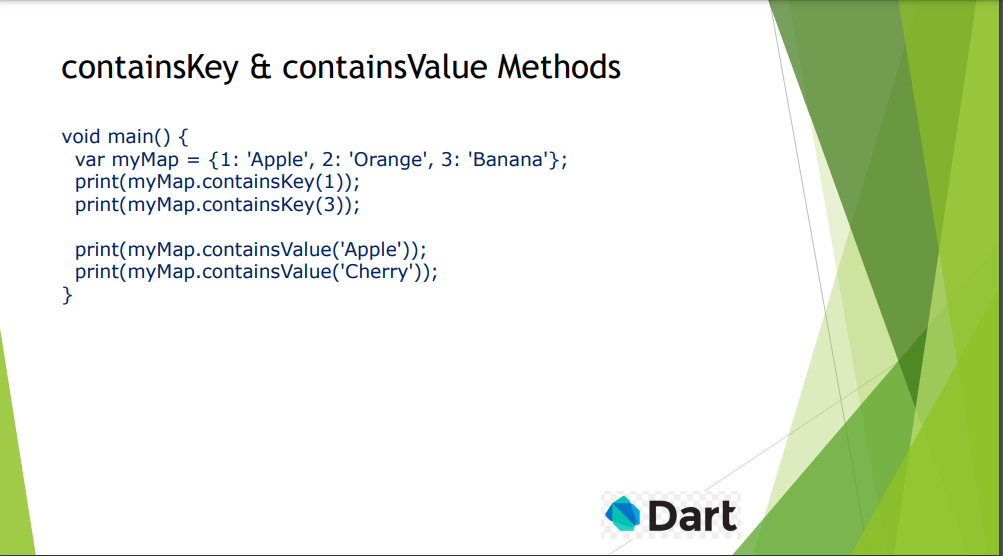 containsKey & containsValue Methods
void main() {
var myMap = {1: 'Apple', 2: 'Orange', 3: 'Banana'};
print(myMap.containsKey(1));
print(myMap.containsKey(3));
print(myMap.containsValue('Apple'));
print(myMap.containsValue('Cherry'));
}
Dart